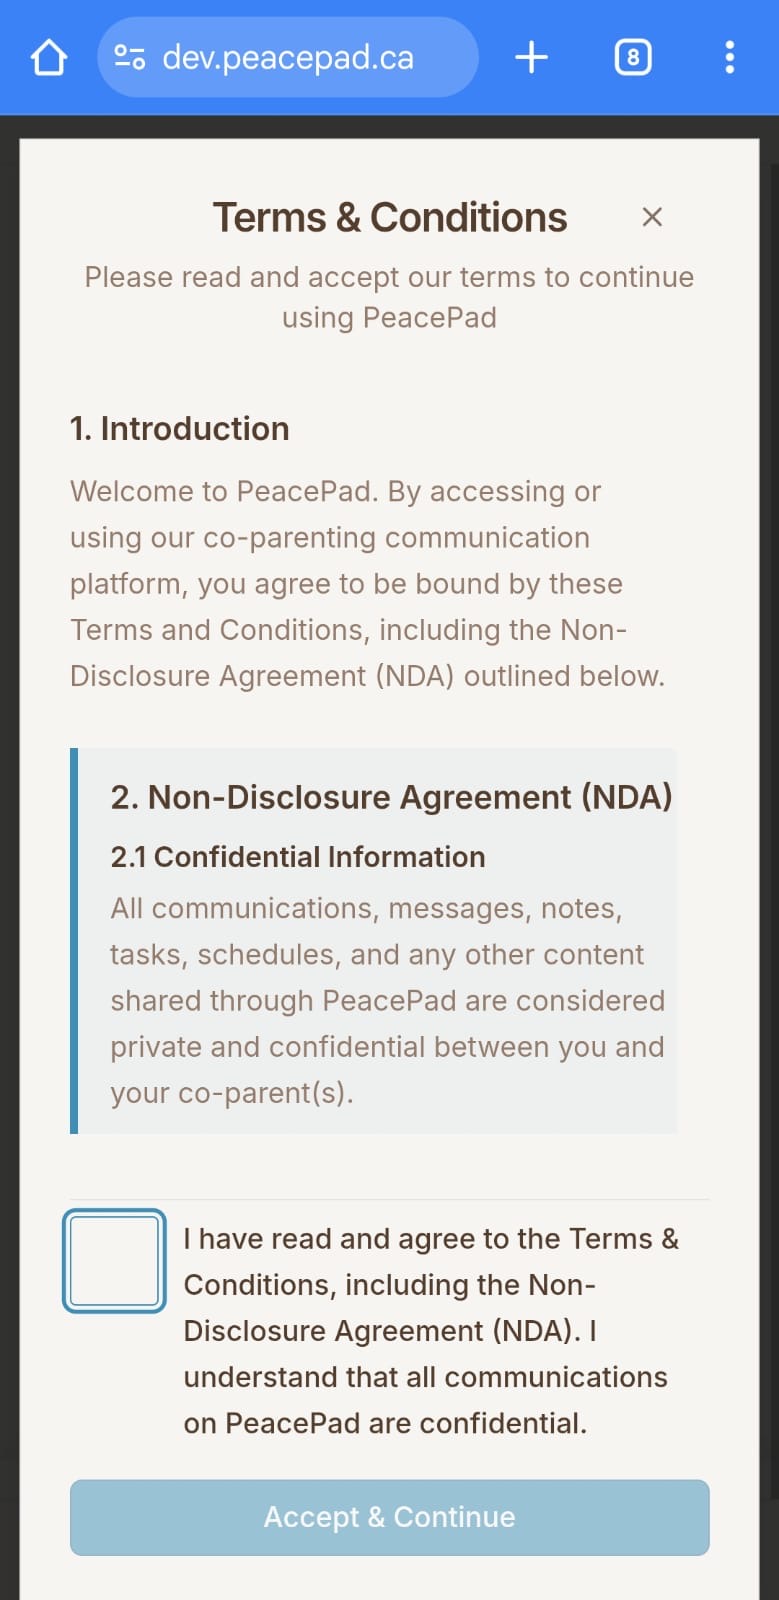 dev.peacepad.ca
8
Terms & Conditions
Please read and accept our terms to continue
using PeacePad
1. Introduction
Welcome to PeacePad. By accessing or
using our co-parenting communication
platform, you agree to be bound by these
Terms and Conditions, including the Non-
Disclosure Agreement (NDA) outlined below.
2. Non-Disclosure Agreement (NDA)
2.1 Confidential Information
All communications, messages, notes,
tasks, schedules, and any other content
shared through PeacePad are considered
private and confidential between you and
your co-parent(s).
I have read and agree to the Terms &
Conditions, including the Non-
Disclosure Agreement (NDA). I
understand that all communications
on PeacePad are confidential.
Accept & Continue